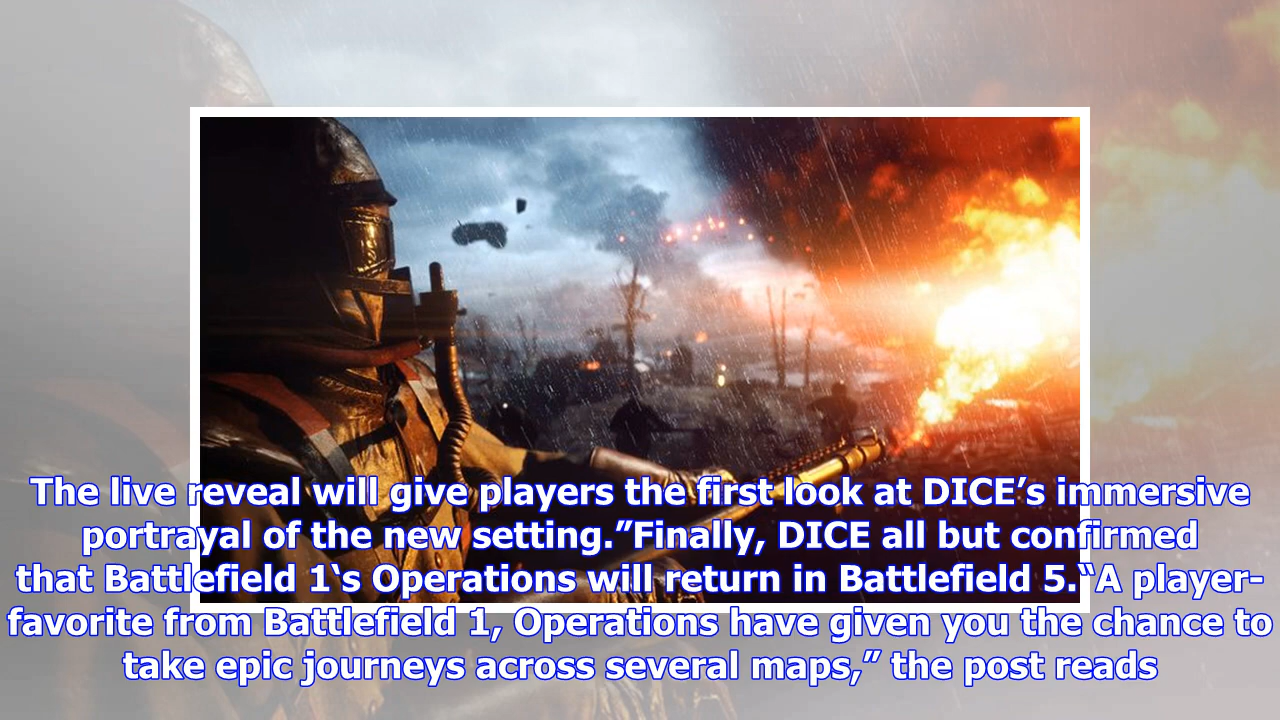 The live reveal will give players the first look at DICE’s immersive
portrayal of the new setting.”Finally, DICE all but confirmed
that Battlefield 1‘s Operations will return in Battlefield 5.“A player-
favorite from Battlefield 1, Operations have given you the chance to
take epic journeys across several maps,” the post reads